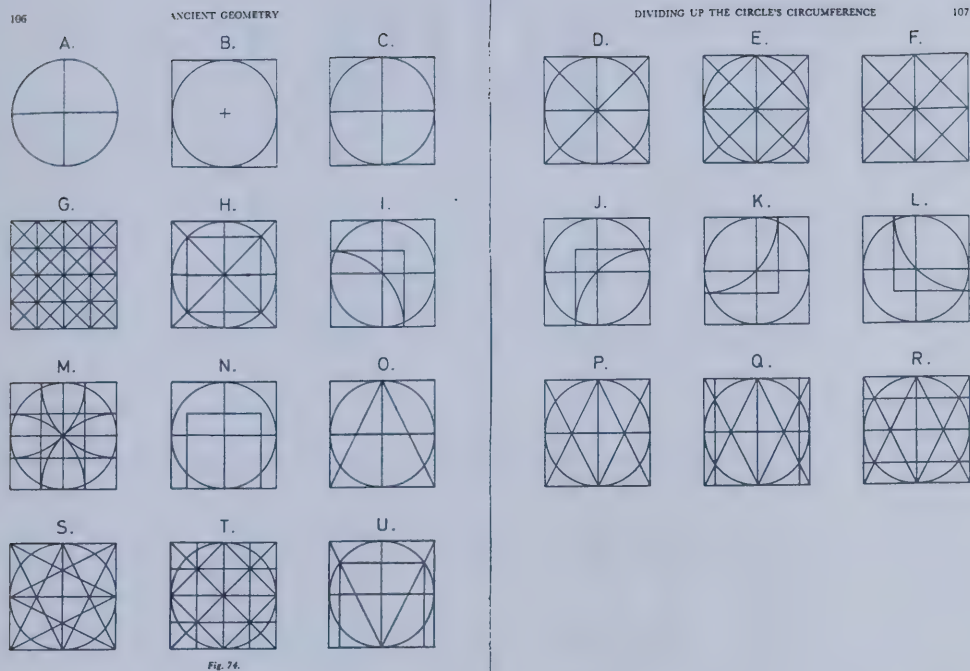 106
ANCIENT GEOMETRY
A.
B.
C.
G.
H.
I.
M.
N.
O.
S.
T.
U.
Fig. 74.
DIVIDING UP THE CIRCLE'S CIRCUMFERENCE
107
D.
E.
F.
J.
K.
L.
P.
Q.
R.